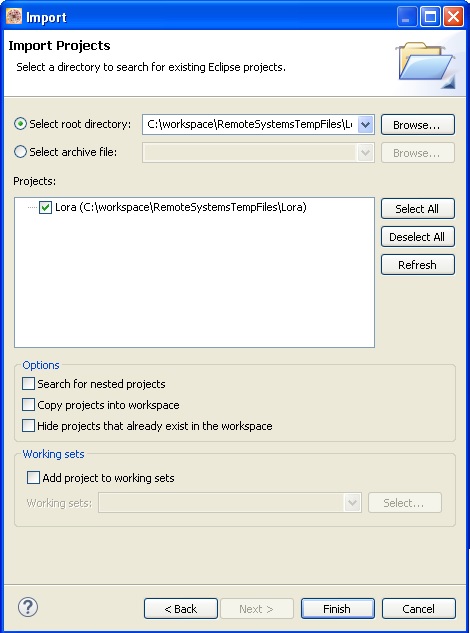 Import
Import Projects
Select a directory to search for existing Eclipse projects.
Select root directory: C:\workspace\RemoteSystemsTempFiles\L Browse...
Select archive file: Browse...
Projects:
Lora (C:\workspace\RemoteSystemsTempFiles\Lora)
Select All
Deselect All
Refresh
Options
Search for nested projects
Copy projects into workspace
Hide projects that already exist in the workspace
Working sets
Add project to working sets
Working sets: Select...
? < Back Next > Finish Cancel